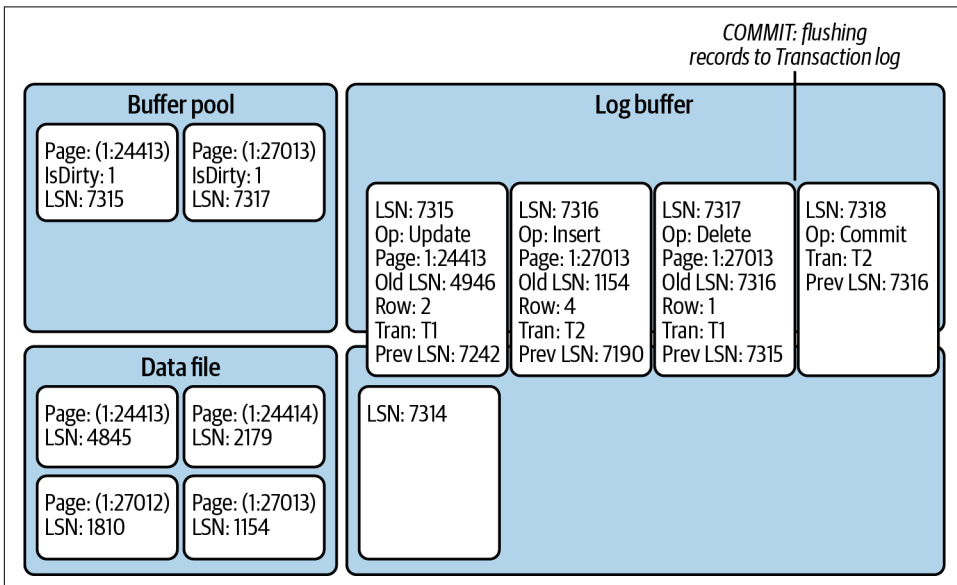 COMMIT: flushing
records to Transaction log
Buffer pool
Page: (1:24413)
IsDirty: 1
LSN: 7315
Page: (1:27013)
IsDirty: 1
LSN: 7317
Log buffer
LSN: 7315
Op: Update
Page: 1:24413
Old LSN: 4946
Row: 2
Tran: T1
Prev LSN: 7242
LSN: 7316
Op: Insert
Page: 1:27013
Old LSN: 1154
Row: 4
Tran: T2
Prev LSN: 7190
LSN: 7317
Op: Delete
Page: 1:27013
Old LSN: 7316
Row: 1
Tran: T1
Prev LSN: 7315
LSN: 7318
Op: Commit
Tran: T2
Prev LSN: 7316
Data file
Page: (1:24413)
LSN: 4845
Page: (1:24414)
LSN: 2179
Page: (1:27012)
LSN: 1810
Page: (1:27013)
LSN: 1154
LSN: 7314